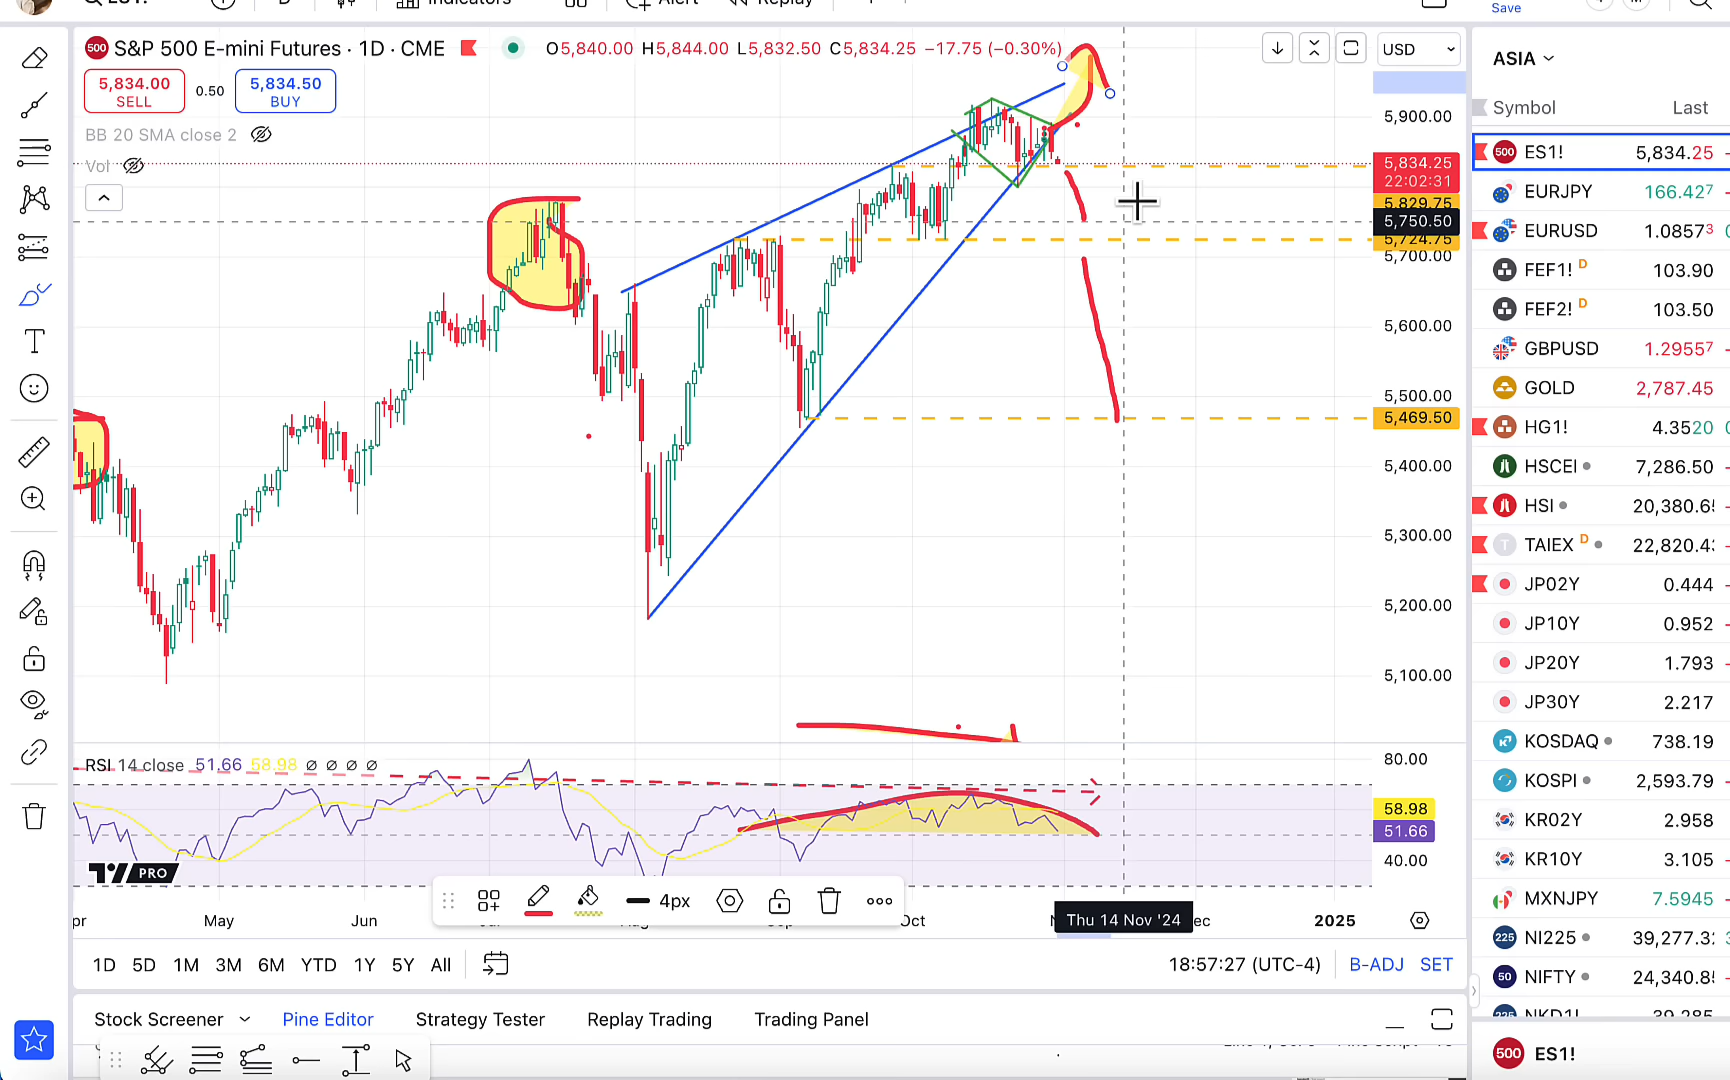 Indicators
Alert
Replay
Save
500 S&P 500 E-mini Futures · 1D · CME
O5,840.00 H5,844.00 L5,832.50 C5,834.25 −17.75 (−0.30%)
USD
5,834.00
SELL
0.50
5,834.50
BUY
BB 20 SMA close 2
Vol
5,900.00
5,834.25
22:02:31
5,829.75
5,750.50
5,724.75
5,700.00
5,600.00
5,500.00
5,469.50
5,400.00
5,300.00
5,200.00
5,100.00
RSI 14 close 51.66 58.98 Ø Ø Ø Ø
80.00
58.98
51.66
40.00
PRO
4px
May
Jun
Oct
Thu 14 Nov '24
2025
1D 5D 1M 3M 6M YTD 1Y 5Y All
18:57:27 (UTC-4)
B-ADJ SET
Stock Screener
Pine Editor
Strategy Tester
Replay Trading
Trading Panel
ASIA
Symbol Last
500 ES1! 5,834.25
EURJPY 166.427
EURUSD 1.08573
FEF1! D 103.90
FEF2! D 103.50
GBPUSD 1.29557
GOLD 2,787.45
HG1! 4.3520
HSCEI 7,286.50
HSI
T TAIEX D
JP02Y 0.444
JP10Y 0.952
JP20Y 1.793
JP30Y 2.217
KOSDAQ 738.19
KOSPI 2,593.79
KR02Y 2.958
KR10Y 3.105
MXNJPY 7.5945
225 NI225
50 NIFTY
500 ES1!